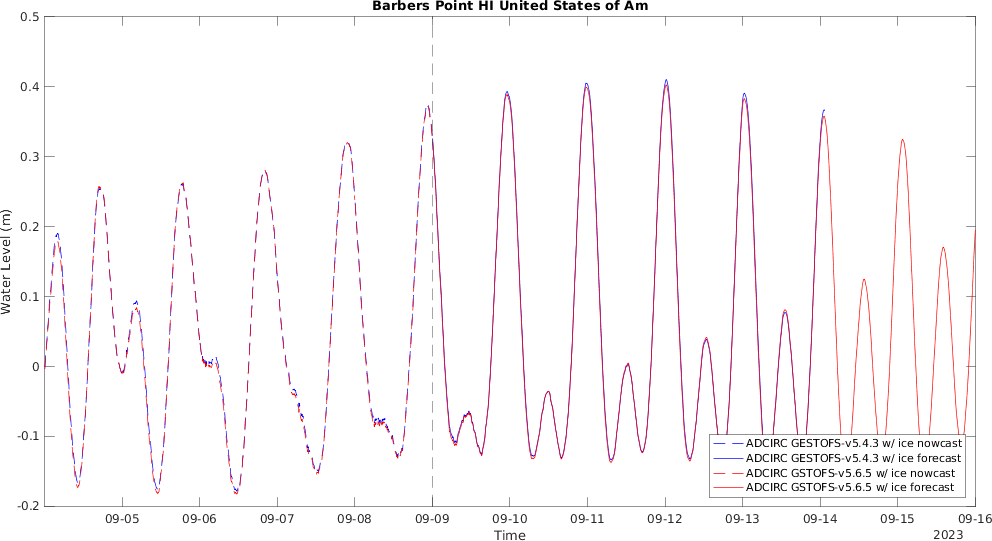 Barbers Point HI United States of Am
0.5
0.4
0.3
0.2
0.1
0
-0.1
-0.2
Water Level (m)
ADCIRC GESTOFS-v5.4.3 w/ ice nowcast
ADCIRC GESTOFS-v5.4.3 w/ ice forecast
ADCIRC GSTOFS-v5.6.5 w/ ice nowcast
ADCIRC GSTOFS-v5.6.5 w/ ice forecast
09-05 09-06 09-07 09-08 09-09 09-10 09-11 09-12 09-13 09-14 09-15 09-16
Time
2023